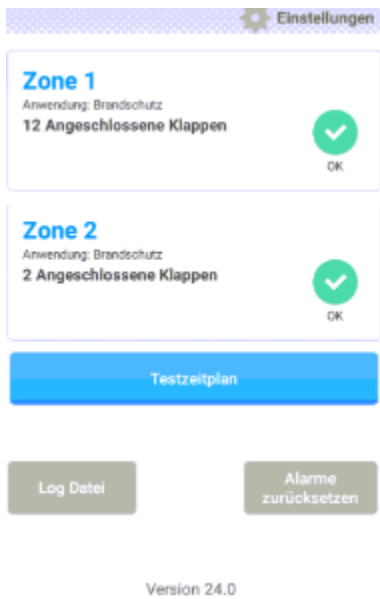 Einstellungen
Zone 1
Anwendung: Brandschutz
12 Angeschlossene Klappen
OK
Zone 2
Anwendung: Brandschutz
2 Angeschlossene Klappen
OK
Testzeitplan
Log Datei
Alarme
zurücksetzen
Version 24.0